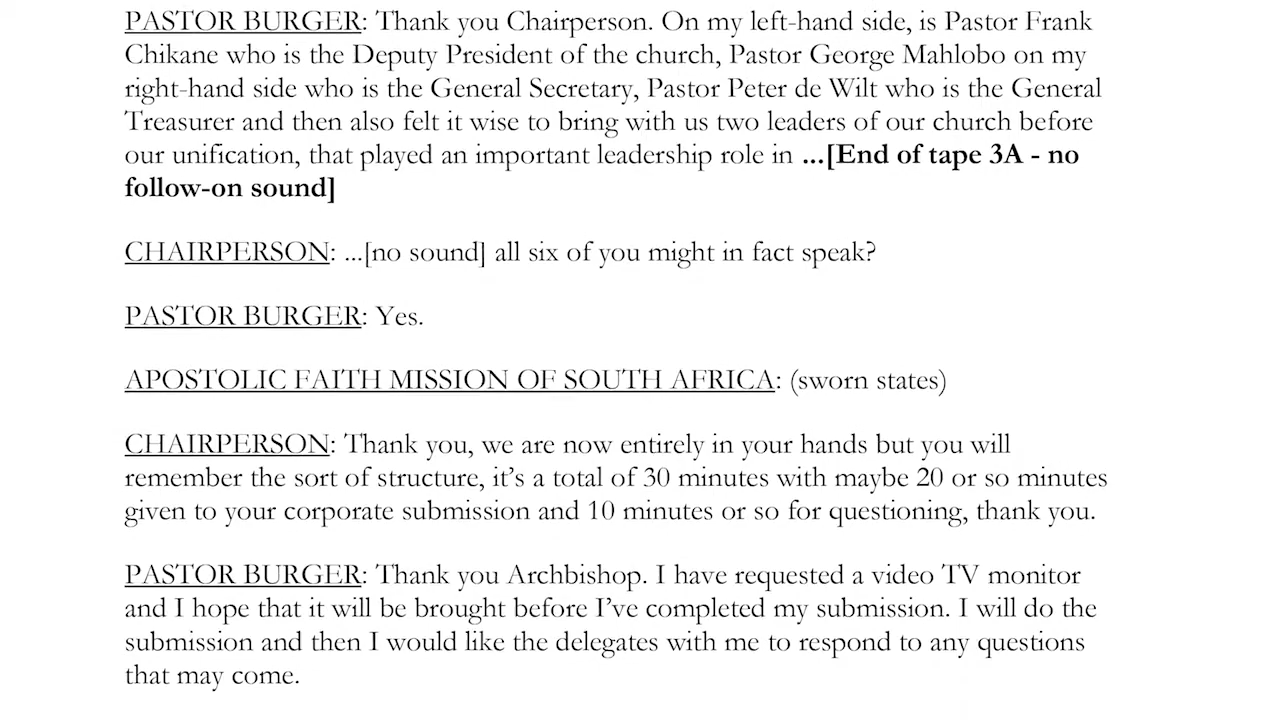 PASTOR BURGER: Thank you Chairperson. On my left-hand side, is Pastor Frank
Chikane who is the Deputy President of the church, Pastor George Mahlobo on my
right-hand side who is the General Secretary, Pastor Peter de Wilt who is the General
Treasurer and then also felt it wise to bring with us two leaders of our church before
our unification, that played an important leadership role in ...[End of tape 3A - no
follow-on sound]
CHAIRPERSON: ...[no sound] all six of you might in fact speak?
PASTOR BURGER: Yes.
APOSTOLIC FAITH MISSION OF SOUTH AFRICA: (sworn states)
CHAIRPERSON: Thank you, we are now entirely in your hands but you will
remember the sort of structure, it's a total of 30 minutes with maybe 20 or so minutes
given to your corporate submission and 10 minutes or so for questioning, thank you.
PASTOR BURGER: Thank you Archbishop. I have requested a video TV monitor
and I hope that it will be brought before I've completed my submission. I will do the
submission and then I would like the delegates with me to respond to any questions
that may come.